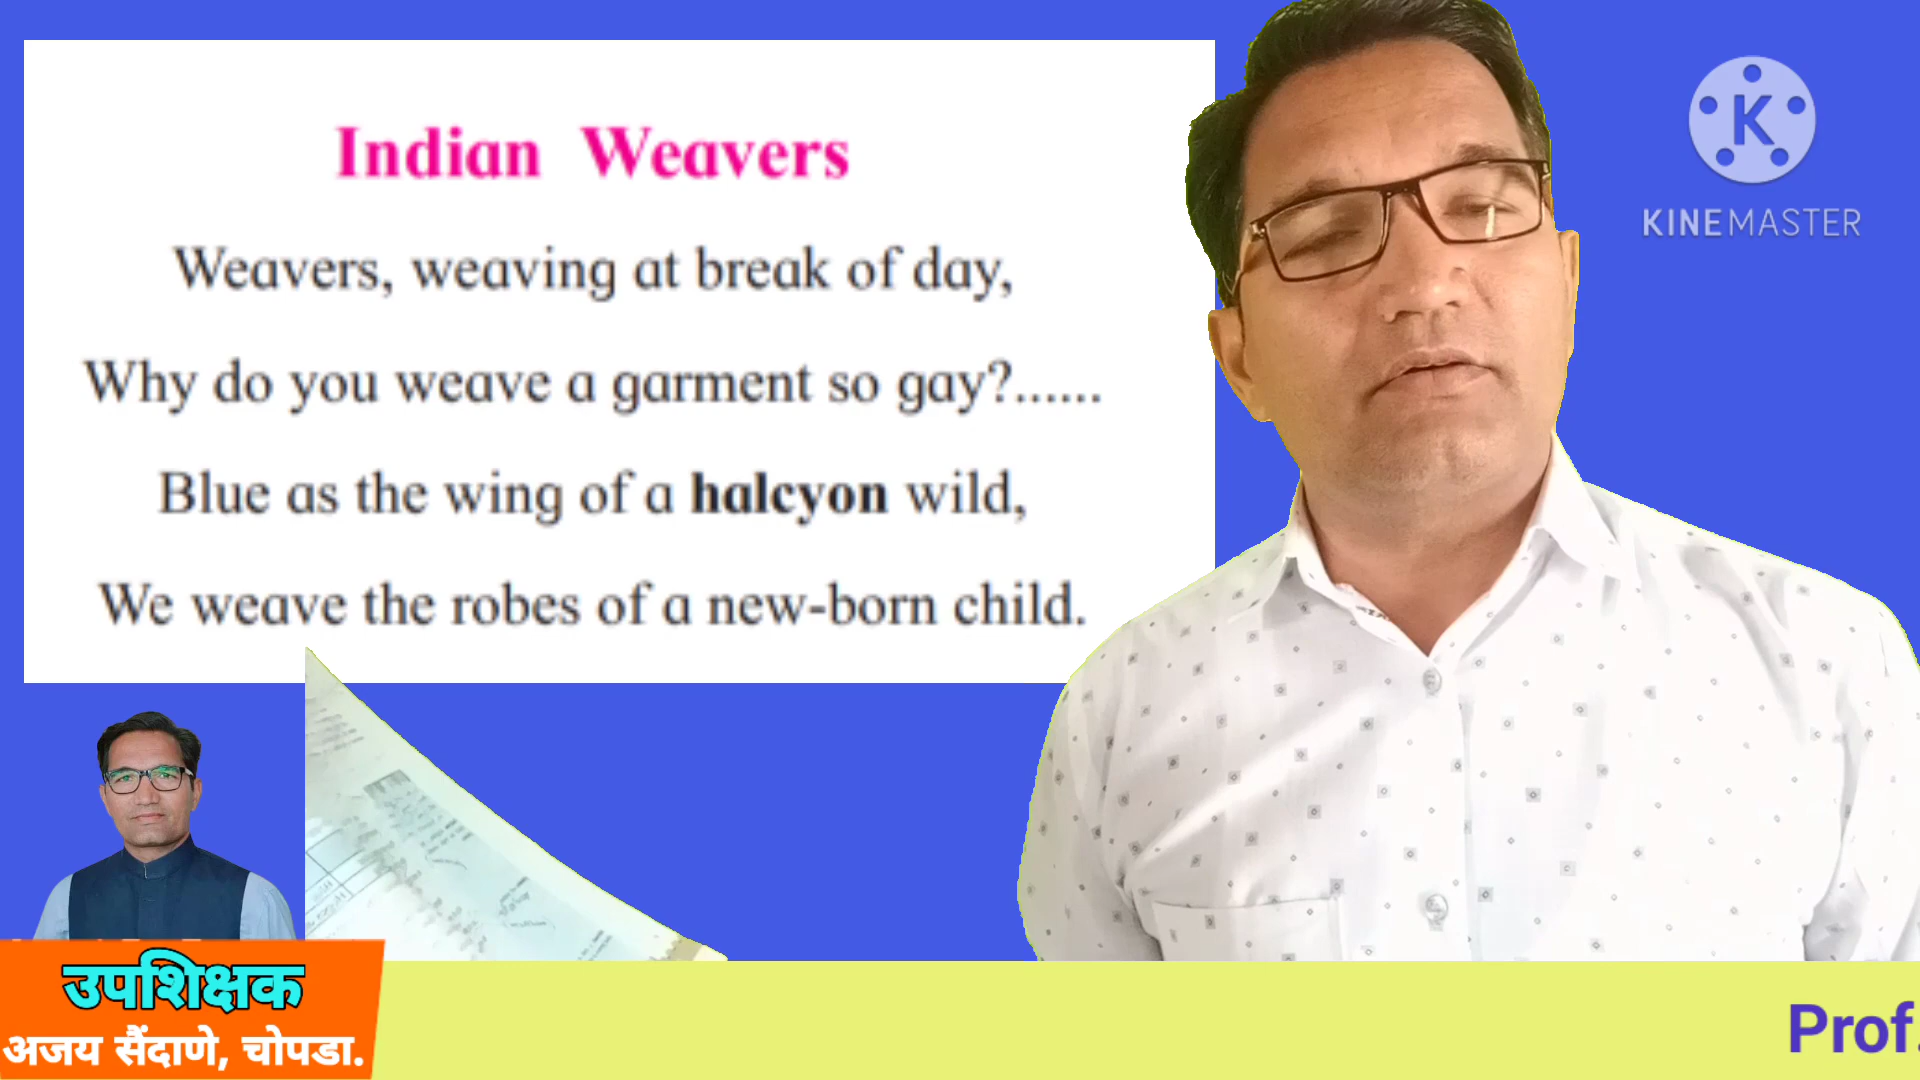 Indian Weavers
Weavers, weaving at break of day,
Why do you weave a garment so gay?......
Blue as the wing of a halcyon wild,
We weave the robes of a new-born child.
K
KINEMASTER
उपशिक्षक
अजय सैंदाणे, चोपडा.
Prof.